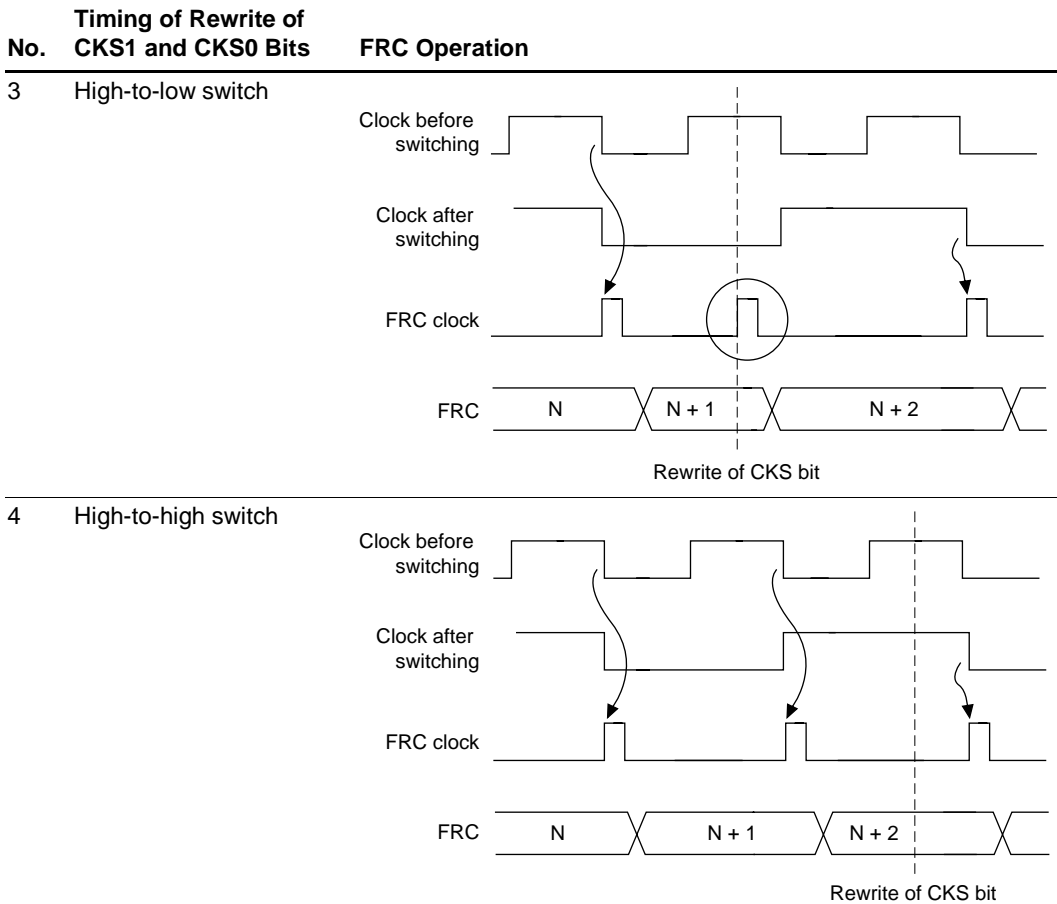 Timing of Rewrite of
No. CKS1 and CKS0 Bits FRC Operation
3 High-to-low switch
Clock before
switching
Clock after
switching
FRC clock
FRC N N + 1 N + 2
Rewrite of CKS bit
4 High-to-high switch
Clock before
switching
Clock after
switching
FRC clock
FRC N N + 1 N + 2
Rewrite of CKS bit